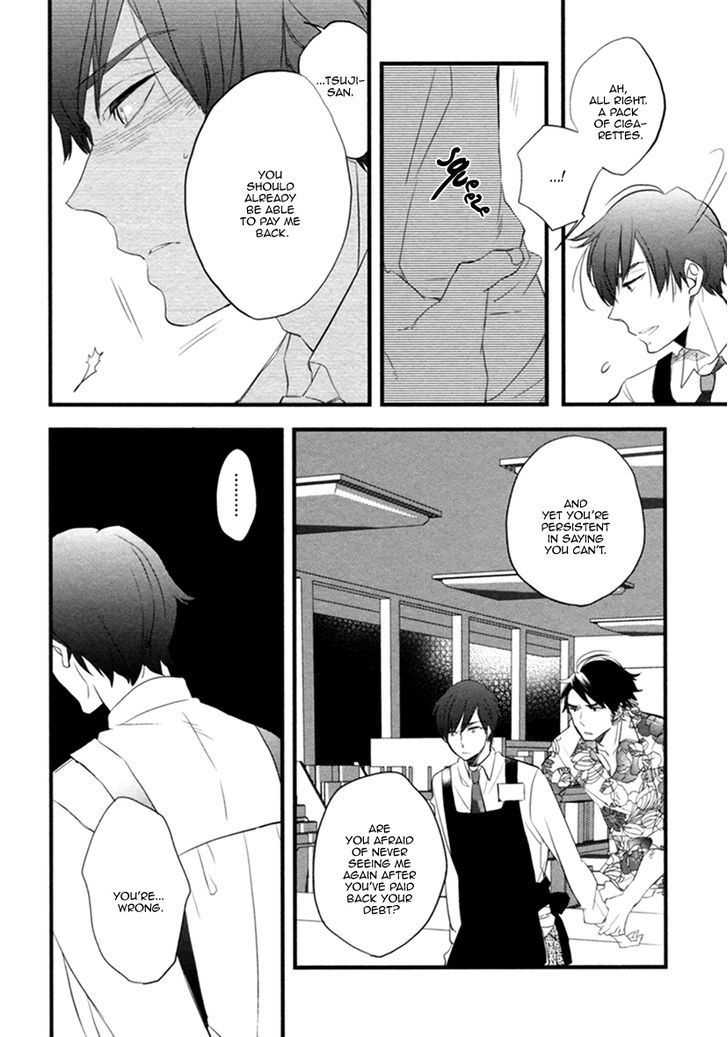 AH,
ALL RIGHT.
A PACK
OF CIGA-
RETTES.
...!
Squeeze
...TSUJI-
SAN.
YOU
SHOULD
ALREADY
BE ABLE
TO PAY ME
BACK.
AND
YET YOU'RE
PERSISTENT
IN SAYING
YOU CAN'T.
ARE
YOU AFRAID
OF NEVER
SEEING ME
AGAIN AFTER
YOU'VE PAID
BACK YOUR
DEBT?
........
YOU'RE...
WRONG.